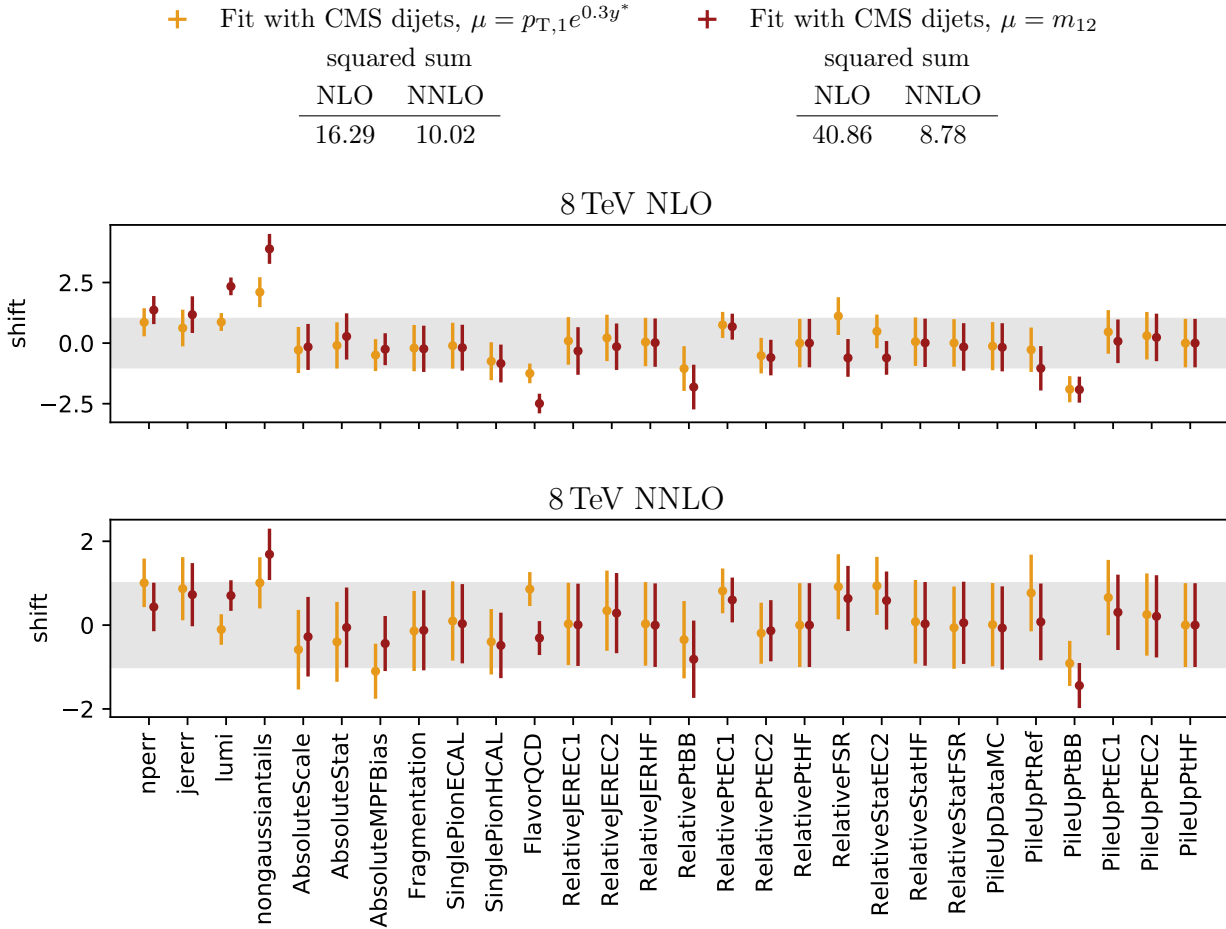 Fit with CMS dijets, μ = p_{T,1}e^{0.3y*}
Fit with CMS dijets, μ = m_{12}
squared sum
squared sum
NLO NNLO
NLO NNLO
16.29 10.02
40.86 8.78
8 TeV NLO
shift
2.5
0.0
−2.5
8 TeV NNLO
shift
2
0
−2
nperr
jererr
lumi
nongaussiantails
AbsoluteScale
AbsoluteStat
AbsoluteMPFBias
Fragmentation
SinglePionECAL
SinglePionHCAL
FlavorQCD
RelativeJEREC1
RelativeJEREC2
RelativeJERHF
RelativePtBB
RelativePtEC1
RelativePtEC2
RelativePtHF
RelativeFSR
RelativeStatEC2
RelativeStatHF
RelativeStatFSR
PileUpDataMC
PileUpPtRef
PileUpPtBB
PileUpPtEC1
PileUpPtEC2
PileUpPtHF